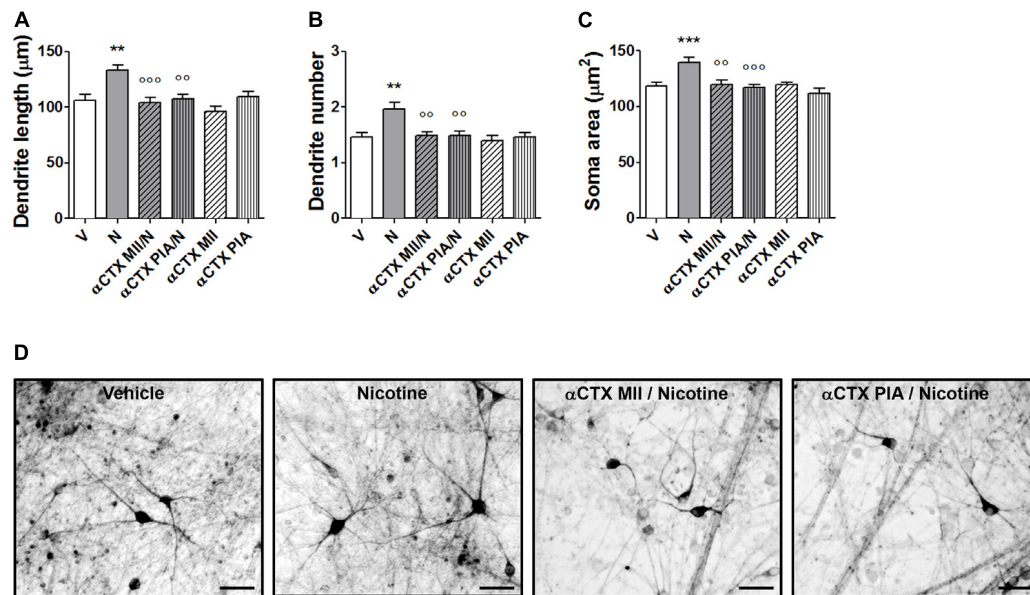 A
Dendrite length (μm)
150
100
50
0
**
°°°
°°
V
N
αCTX MII/N
αCTX PIA/N
αCTX MII
αCTX PIA
B
Dendrite number
3
2
1
0
**
°°
°°
V
N
αCTX MII/N
αCTX PIA/N
αCTX MII
αCTX PIA
C
Soma area (μm²)
150
100
50
0
***
°°
°°°
V
N
αCTX MII/N
αCTX PIA/N
αCTX MII
αCTX PIA
D
Vehicle
Nicotine
αCTX MII / Nicotine
αCTX PIA / Nicotine